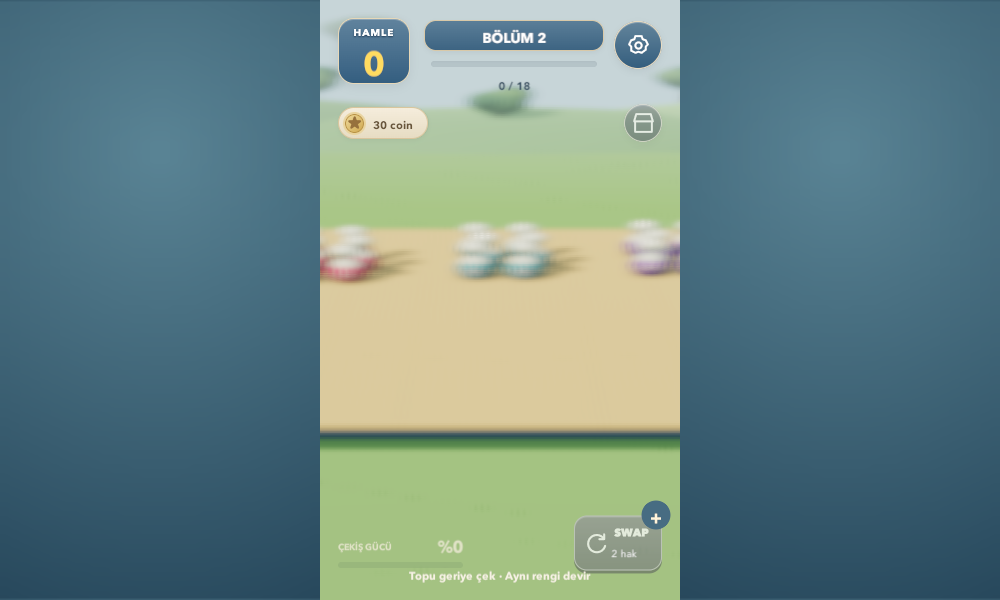 HAMLE
0
BÖLÜM 2
0 / 18
30 coin
SWAP
2 hak
+
ÇEKİŞ GÜCÜ
%0
Topu geriye çek · Aynı rengi devir